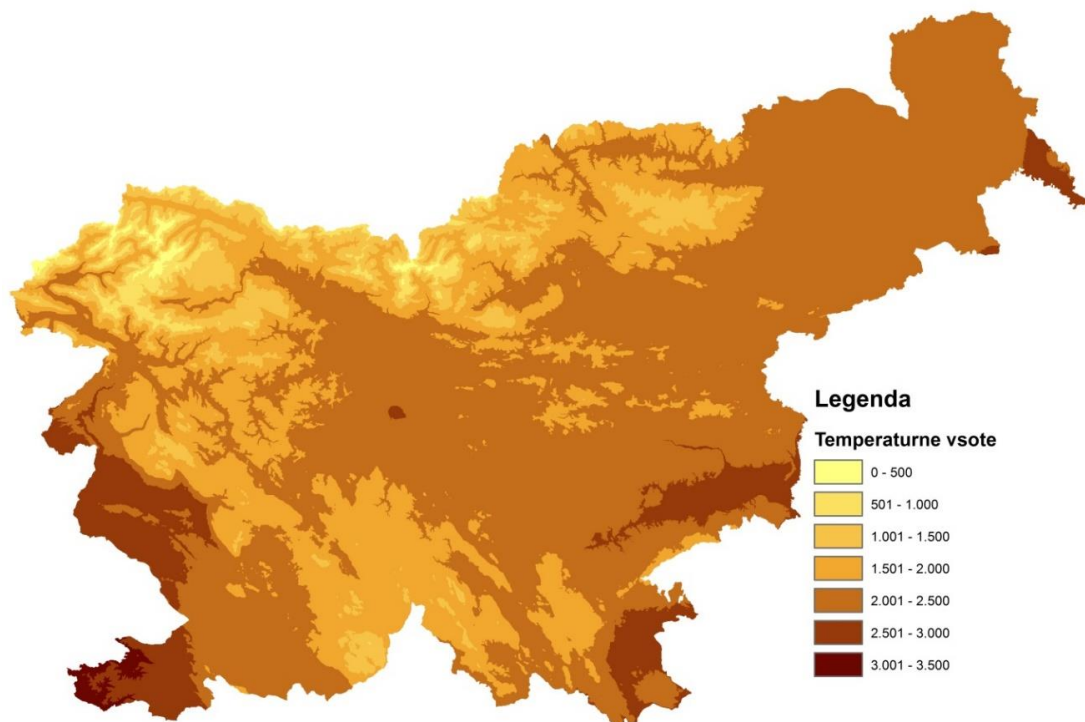 Legenda
Temperaturne vsote
0 - 500
501 - 1.000
1.001 - 1.500
1.501 - 2.000
2.001 - 2.500
2.501 - 3.000
3.001 - 3.500